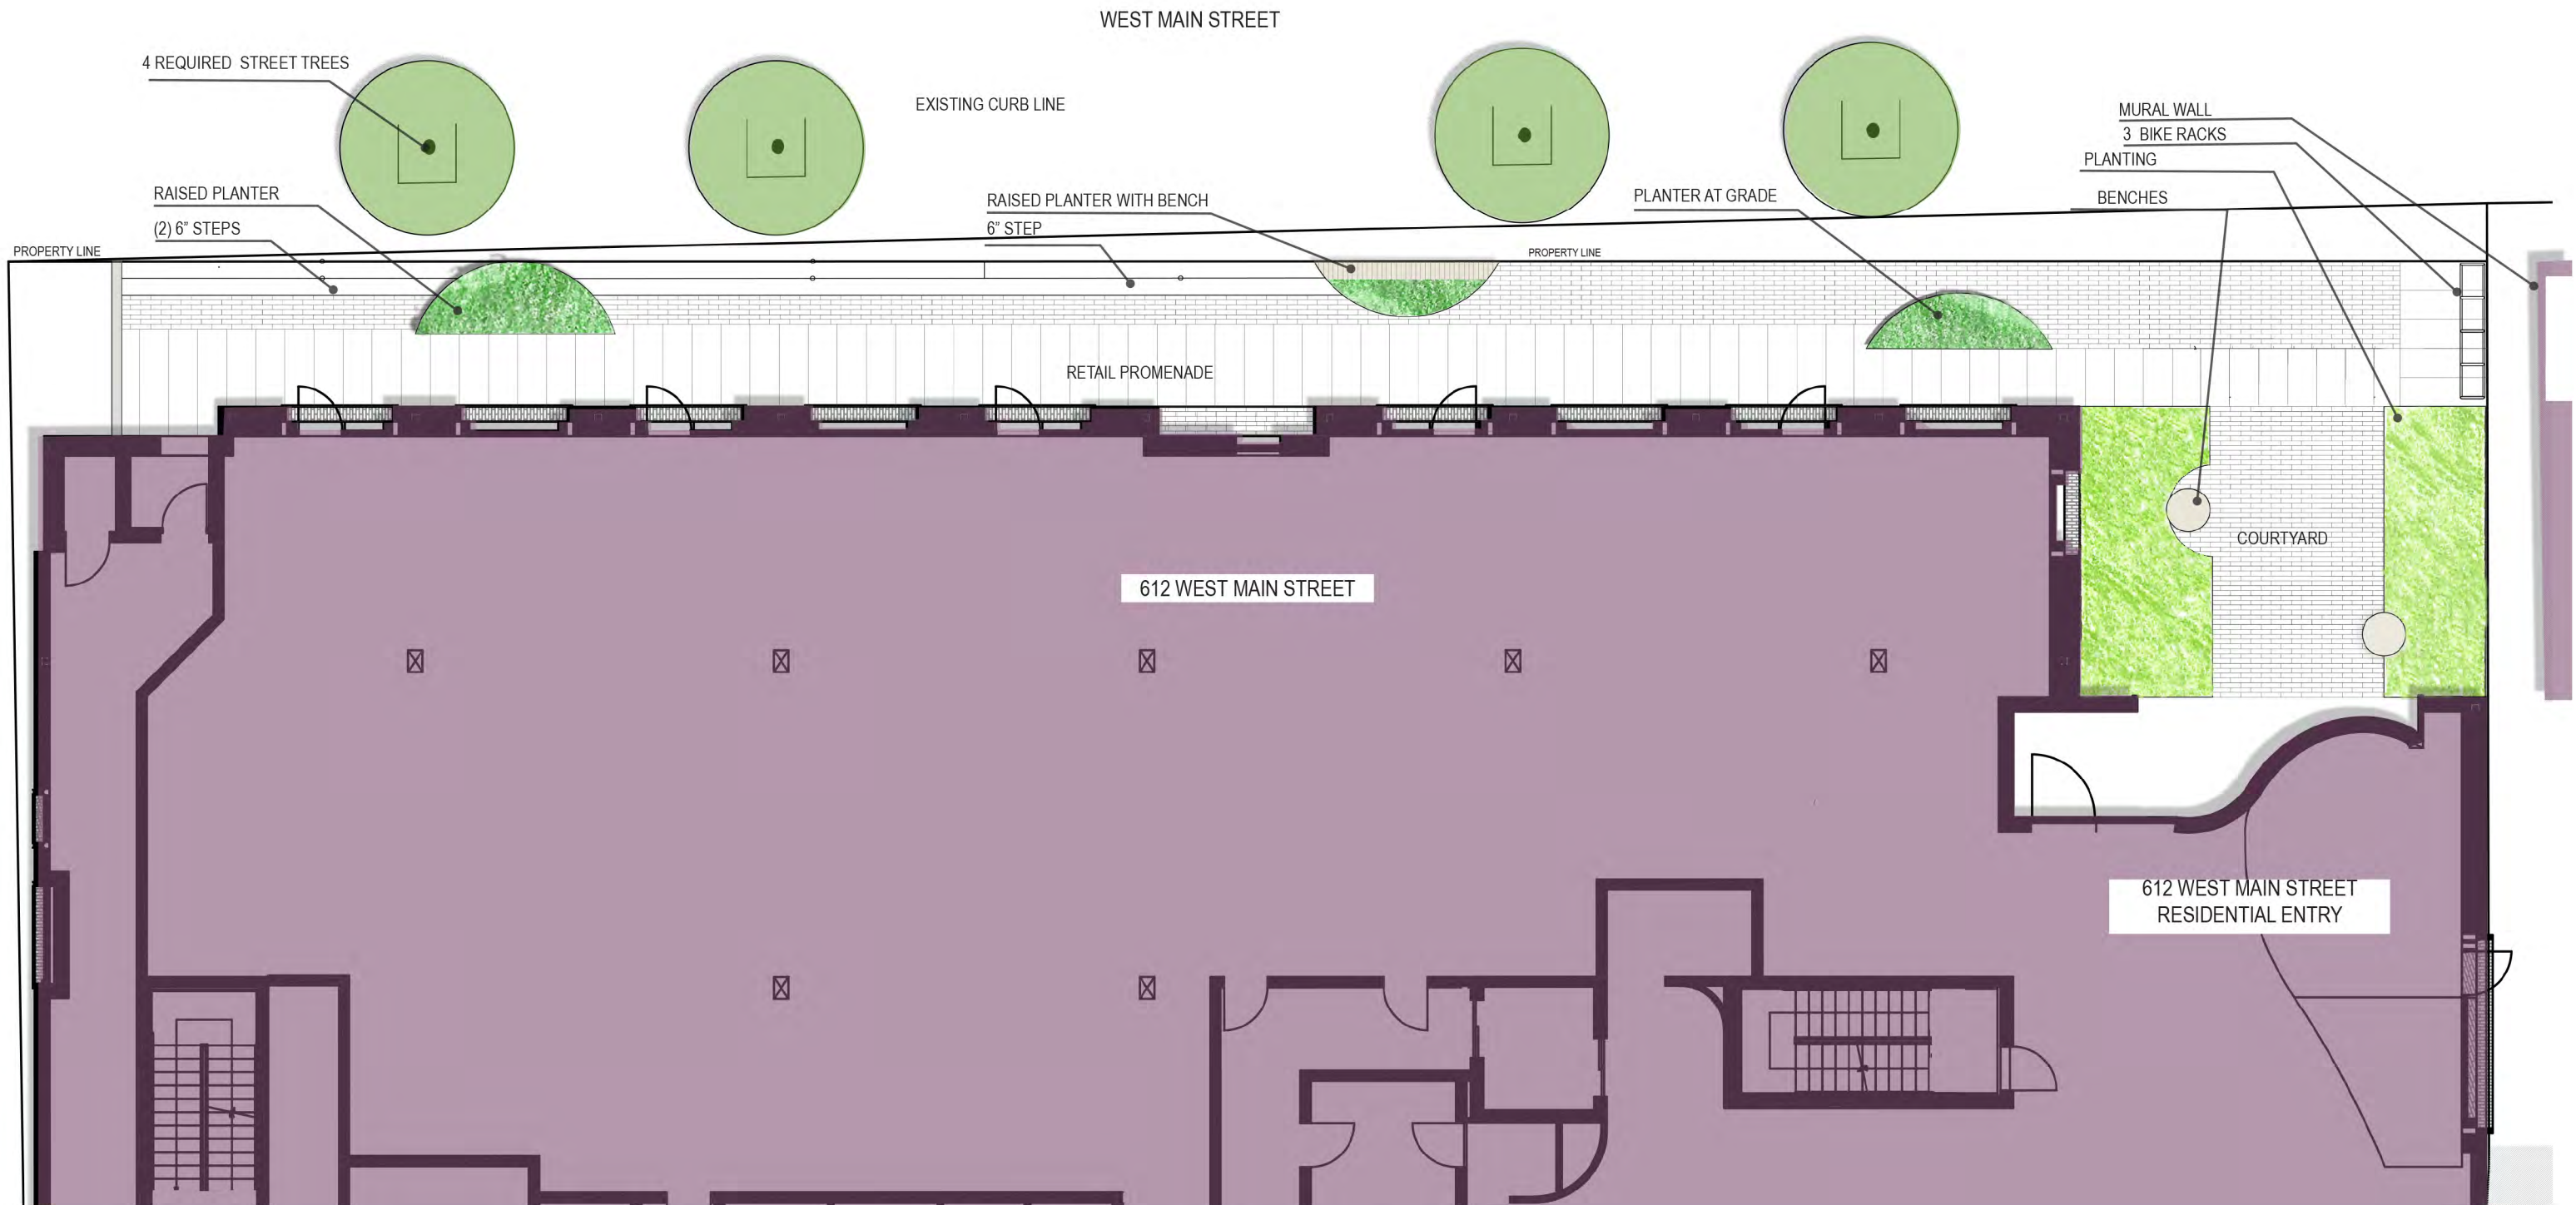 WEST MAIN STREET
4 REQUIRED STREET TREES
EXISTING CURB LINE
MURAL WALL
3 BIKE RACKS
PLANTING
BENCHES
RAISED PLANTER
RAISED PLANTER WITH BENCH
PLANTER AT GRADE
(2) 6" STEPS
6" STEP
PROPERTY LINE
PROPERTY LINE
RETAIL PROMENADE
COURTYARD
612 WEST MAIN STREET
612 WEST MAIN STREET
RESIDENTIAL ENTRY